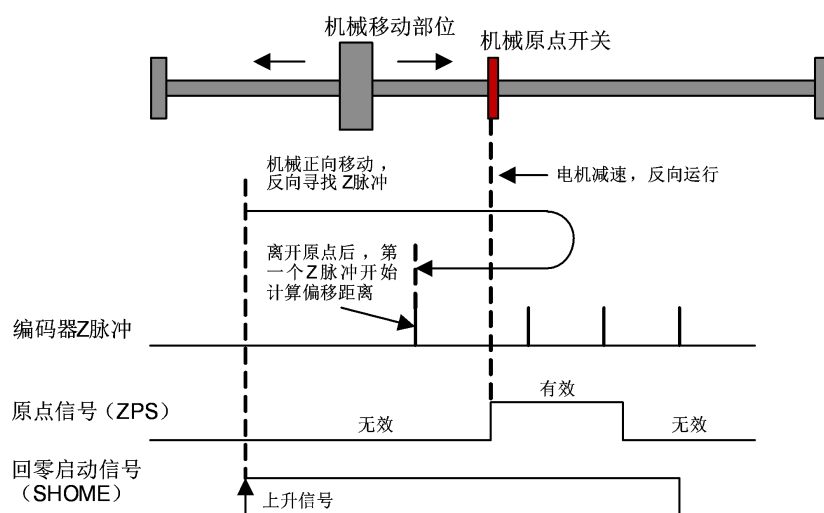 机械移动部位
机械原点开关
机械正向移动，
反向寻找Z脉冲
电机减速，反向运行
离开原点后，第
一个Z脉冲开始
计算偏移距离
编码器Z脉冲
有效
原点信号（ZPS）
无效
无效
回零启动信号
（SHOME）
上升信号